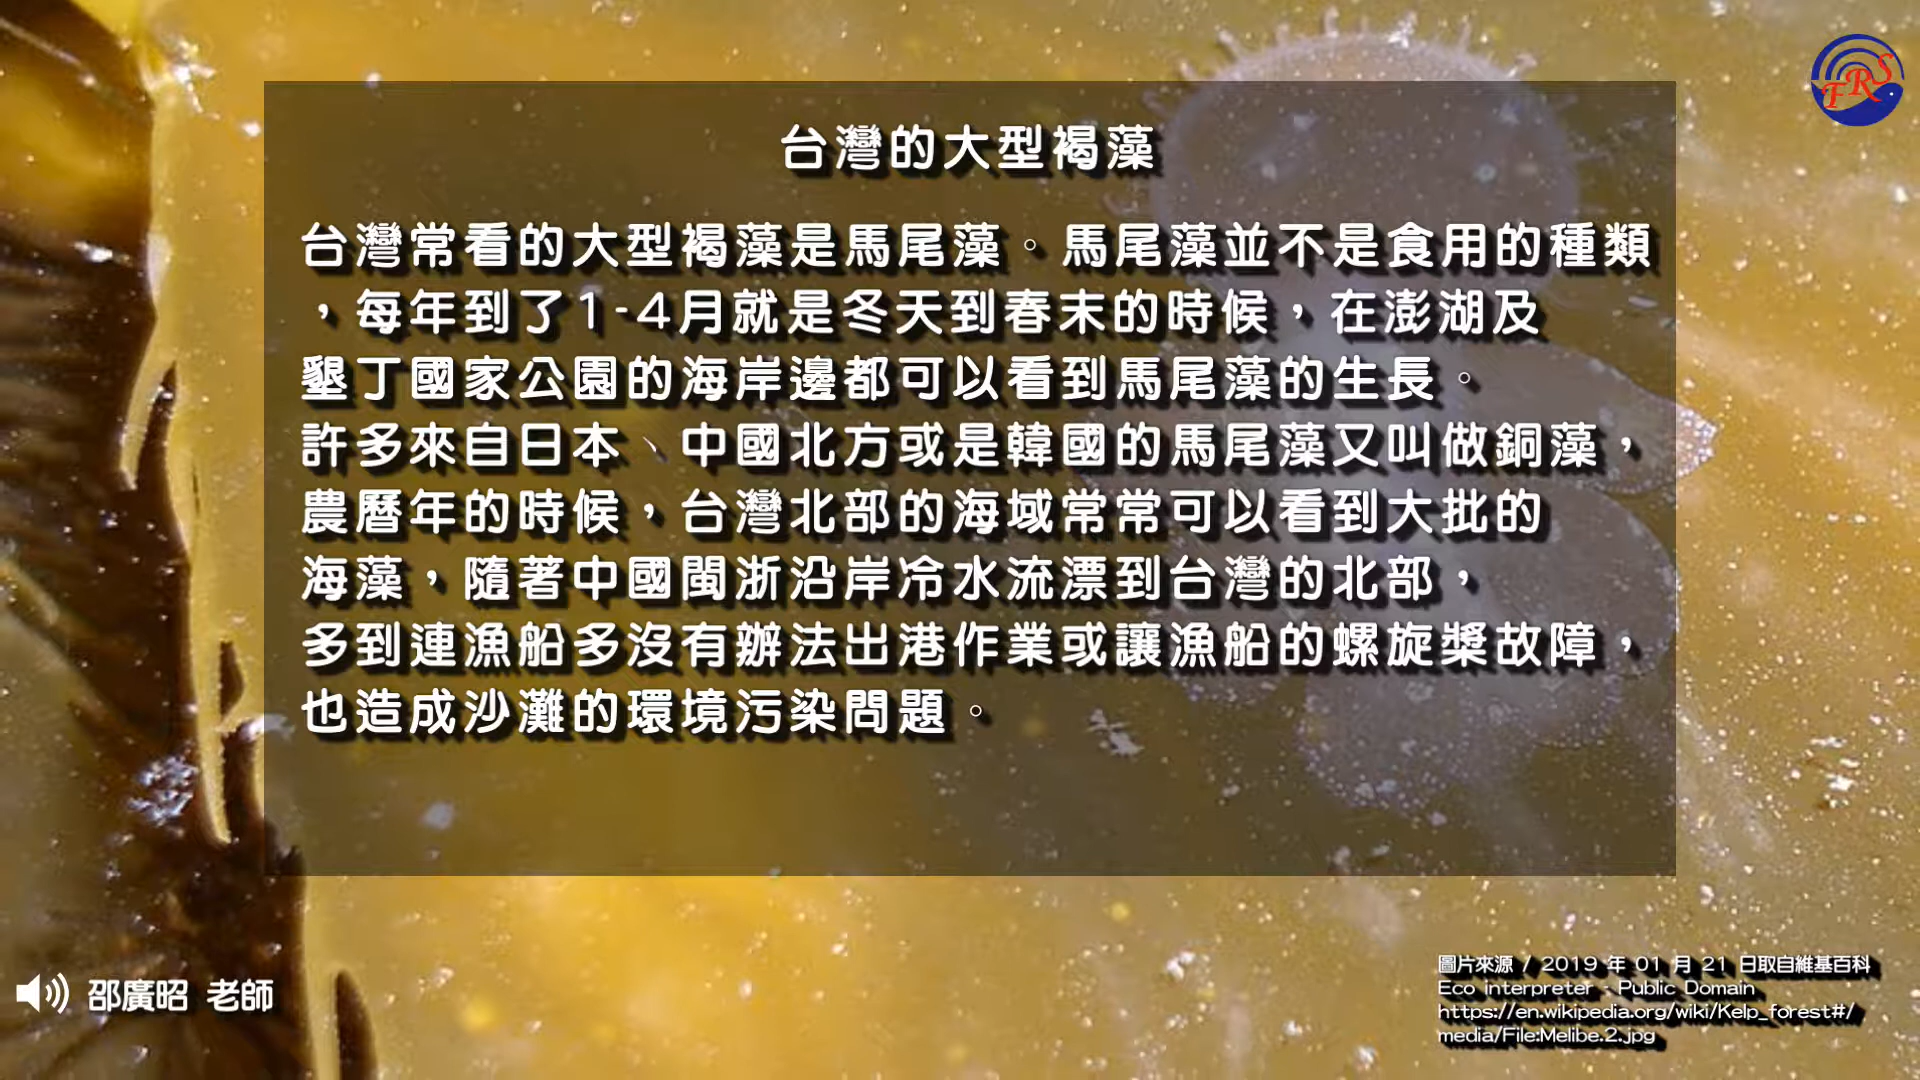 FRS
台灣的大型褐藻
台灣常看的大型褐藻是馬尾藻。馬尾藻並不是食用的種類
，每年到了1-4月就是冬天到春末的時候，在澎湖及
墾丁國家公園的海岸邊都可以看到馬尾藻的生長。
許多來自日本、中國北方或是韓國的馬尾藻又叫做銅藻，
農曆年的時候，台灣北部的海域常常可以看到大批的
海藻，隨著中國閩浙沿岸冷水流漂到台灣的北部，
多到連漁船多沒有辦法出港作業或讓漁船的螺旋槳故障，
也造成沙灘的環境污染問題。
邵廣昭 老師
圖片來源 / 2019 年 01 月 21 日取自維基百科
Eco interpreter - Public Domain
https://en.wikipedia.org/wiki/Kelp_forest#/
media/File:Melibe.2.jpg